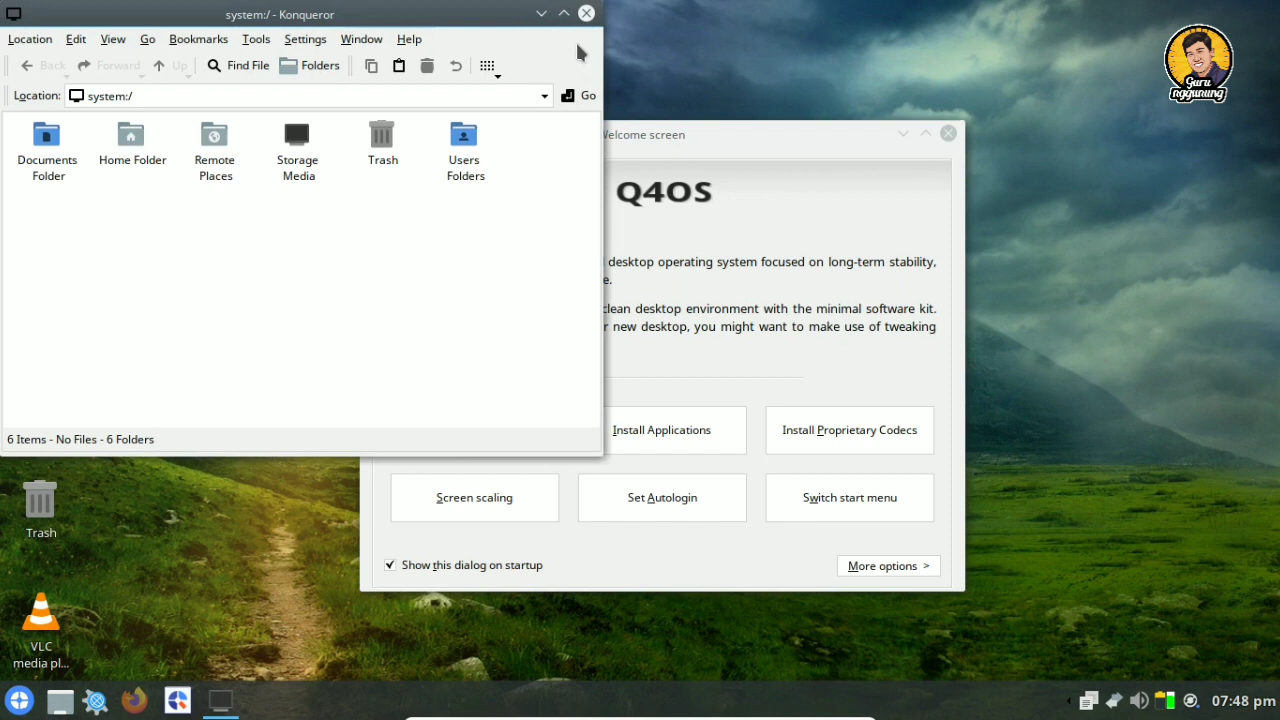 system:/ - Konqueror
Location Edit View Go Bookmarks Tools Settings Window Help
Back Forward Up Find File Folders
Location: system:/ Go
Documents Folder
Home Folder
Remote Places
Storage Media
Trash
Users Folders
6 Items - No Files - 6 Folders
Welcome screen
Q4OS
desktop operating system focused on long-term stability,
e.
clean desktop environment with the minimal software kit.
r new desktop, you might want to make use of tweaking
Install Applications
Install Proprietary Codecs
Screen scaling
Set Autologin
Switch start menu
Show this dialog on startup
More options >
Guru
nggunung
Trash
VLC
media pl...
07:48 pm